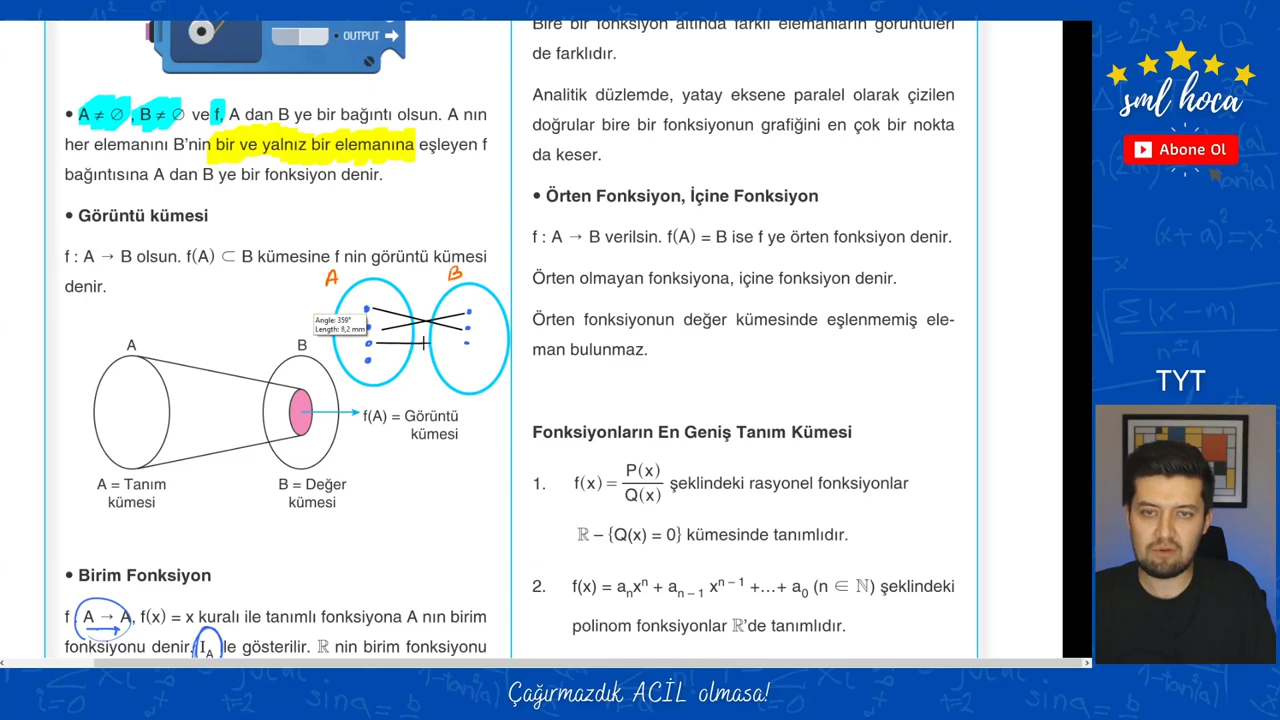 OUTPUT
• A ≠ ∅ , B ≠ ∅ ve f, A dan B ye bir bağıntı olsun. A nın
her elemanını B'nin bir ve yalnız bir elemanına eşleyen f
bağıntısına A dan B ye bir fonksiyon denir.
• Görüntü kümesi
f : A → B olsun. f(A) ⊂ B kümesine f nin görüntü kümesi
denir.
A
B
Angle: 359°
Length: 8,2 mm
A
B
f(A) = Görüntü
kümesi
A = Tanım
kümesi
B = Değer
kümesi
• Birim Fonksiyon
f : A → A, f(x) = x kuralı ile tanımlı fonksiyona A nın birim
fonksiyonu denir. I_A ile gösterilir. ℝ nin birim fonksiyonu
Bire bir fonksiyon altında farklı elemanların görüntüleri
de farklıdır.
Analitik düzlemde, yatay eksene paralel olarak çizilen
doğrular bire bir fonksiyonun grafiğini en çok bir nokta
da keser.
• Örten Fonksiyon, İçine Fonksiyon
f : A → B verilsin. f(A) = B ise f ye örten fonksiyon denir.
Örten olmayan fonksiyona, içine fonksiyon denir.
Örten fonksiyonun değer kümesinde eşlenmemiş ele-
man bulunmaz.
Fonksiyonların En Geniş Tanım Kümesi
1. f(x) = P(x)/Q(x) şeklindeki rasyonel fonksiyonlar
ℝ – {Q(x) = 0} kümesinde tanımlıdır.
2. f(x) = aₙxⁿ + aₙ₋₁ xⁿ⁻¹ +...+ a₀ (n ∈ ℕ) şeklindeki
polinom fonksiyonlar ℝ'de tanımlıdır.
sml hoca
Abone Ol
TYT
Çağırmazdık ACİL olmasa!